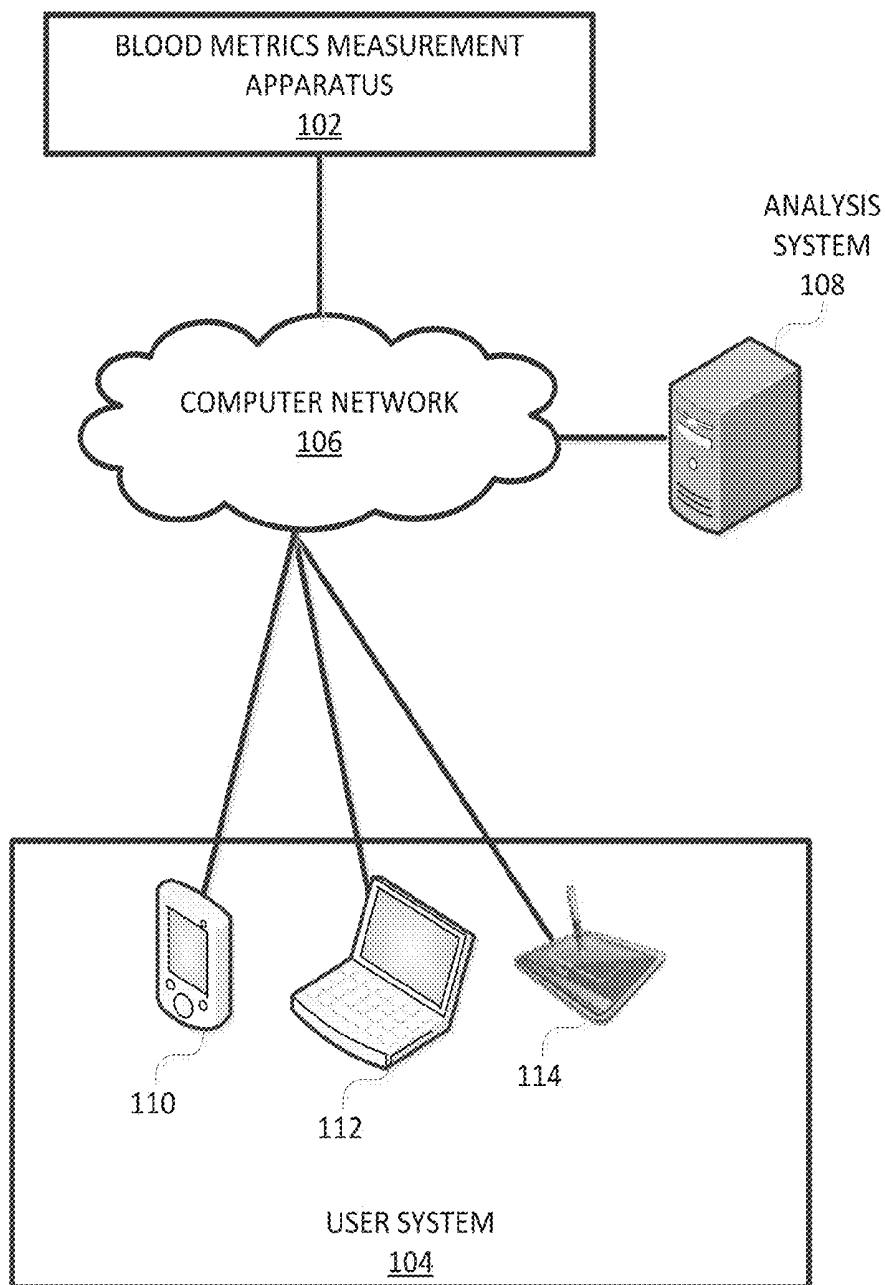 BLOOD METRICS MEASUREMENT
APPARATUS
102
ANALYSIS
SYSTEM
108
COMPUTER NETWORK
106
110
112
114
USER SYSTEM
104